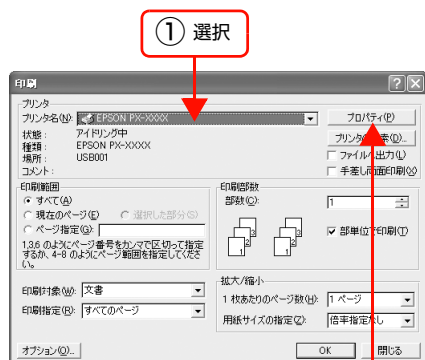 ① 選択
印刷
プリンタ
プリンタ名(N): EPSON PX-XXXX
プロパティ(P)
状態: アイドリング中
種類: EPSON PX-XXXX
場所: USB001
コメント:
ファイルへ出力(L)
手差し両面印刷(X)
印刷範囲
すべて(A)
現在のページ(E) 選択した部分(S)
ページ指定(G):
1,3,6 のようにページ番号をカンマで区切って指定
するか、4-8 のようにページ範囲を指定してくださ
い。
印刷部数
部数(C): 1
部単位で印刷(T)
印刷対象(W): 文書
印刷指定(R): すべてのページ
拡大/縮小
1 枚あたりのページ数(H): 1 ページ
用紙サイズの指定(Z): 倍率指定なし
オプション(O)...
OK
閉じる